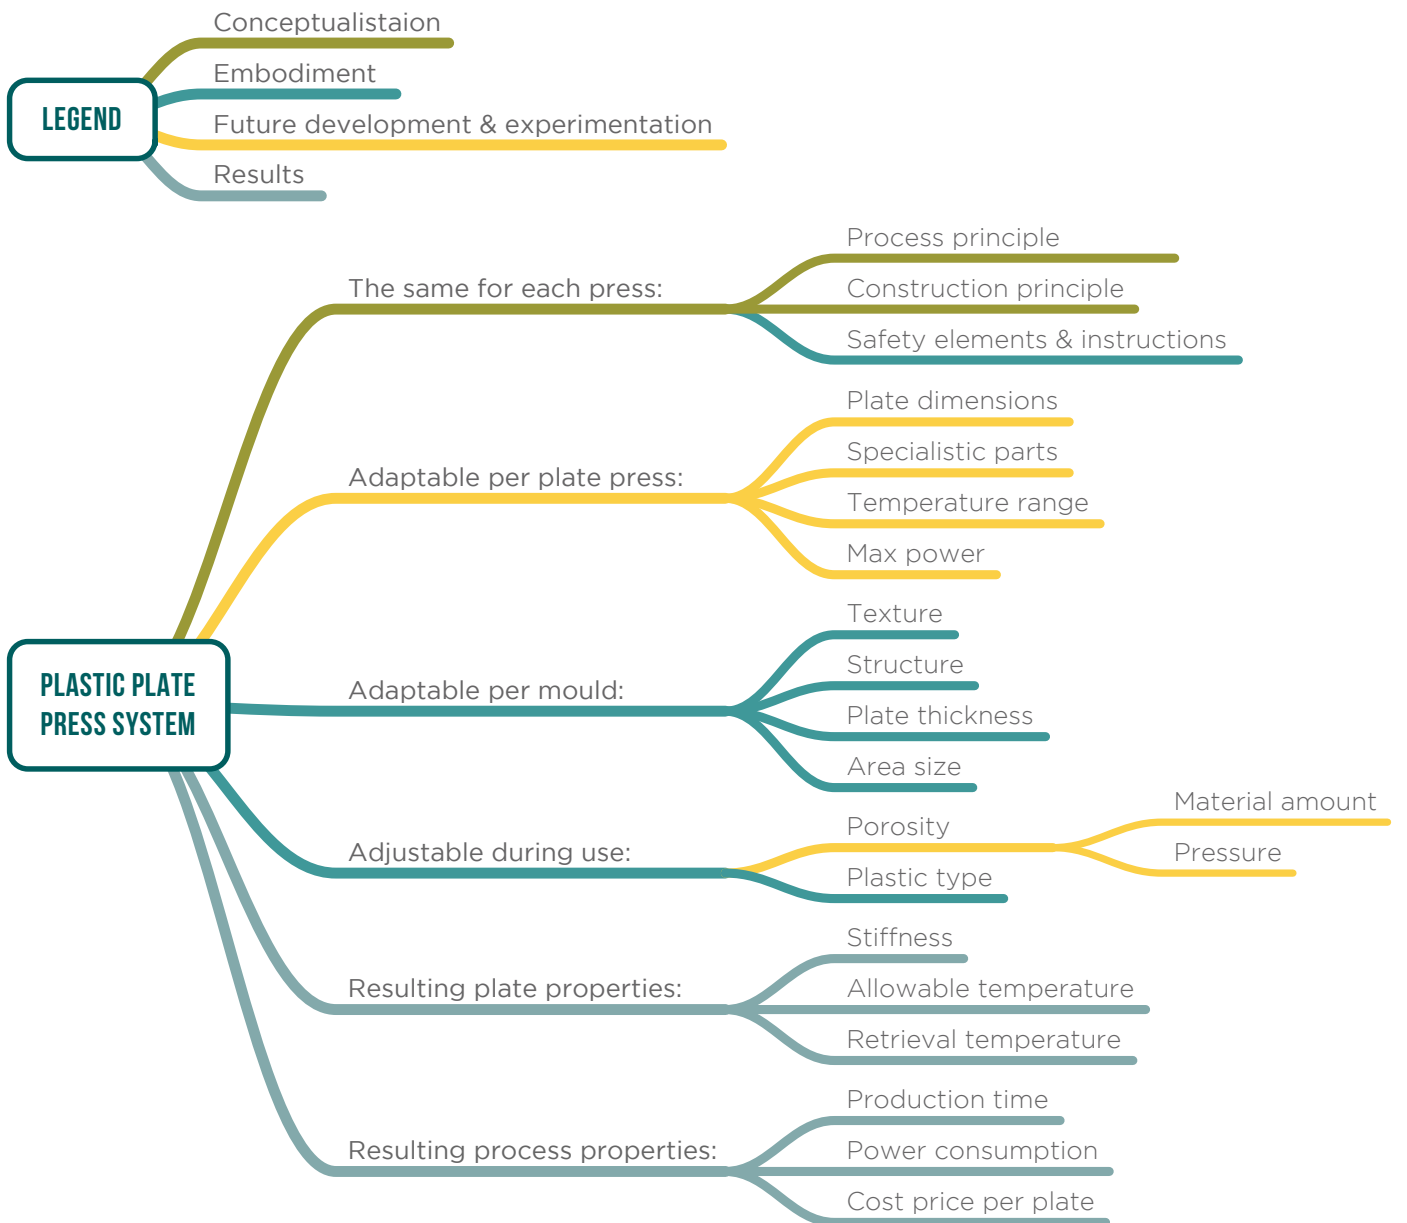 Conceptualistaion
Embodiment
LEGEND
Future development & experimentation
Results
Process principle
The same for each press:
Construction principle
Safety elements & instructions
Plate dimensions
Specialistic parts
Adaptable per plate press:
Temperature range
Max power
Texture
Structure
PLASTIC PLATE
PRESS SYSTEM
Adaptable per mould:
Plate thickness
Area size
Material amount
Porosity
Adjustable during use:
Pressure
Plastic type
Stiffness
Resulting plate properties:
Allowable temperature
Retrieval temperature
Production time
Resulting process properties:
Power consumption
Cost price per plate